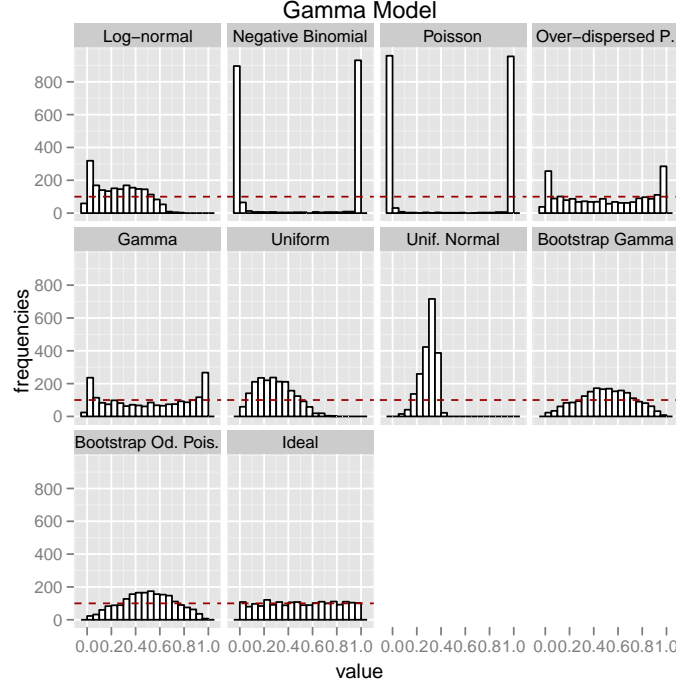 Gamma Model
Log-normal Negative Binomial Poisson Over-dispersed P.
800
600
400
200
0
Gamma Uniform Unif. Normal Bootstrap Gamma
800
600
400
200
0
frequencies
Bootstrap Od. Pois. Ideal
800
600
400
200
0
0.00.20.40.60.81.0 0.00.20.40.60.81.0 0.00.20.40.60.81.0 0.00.20.40.60.81.0
value